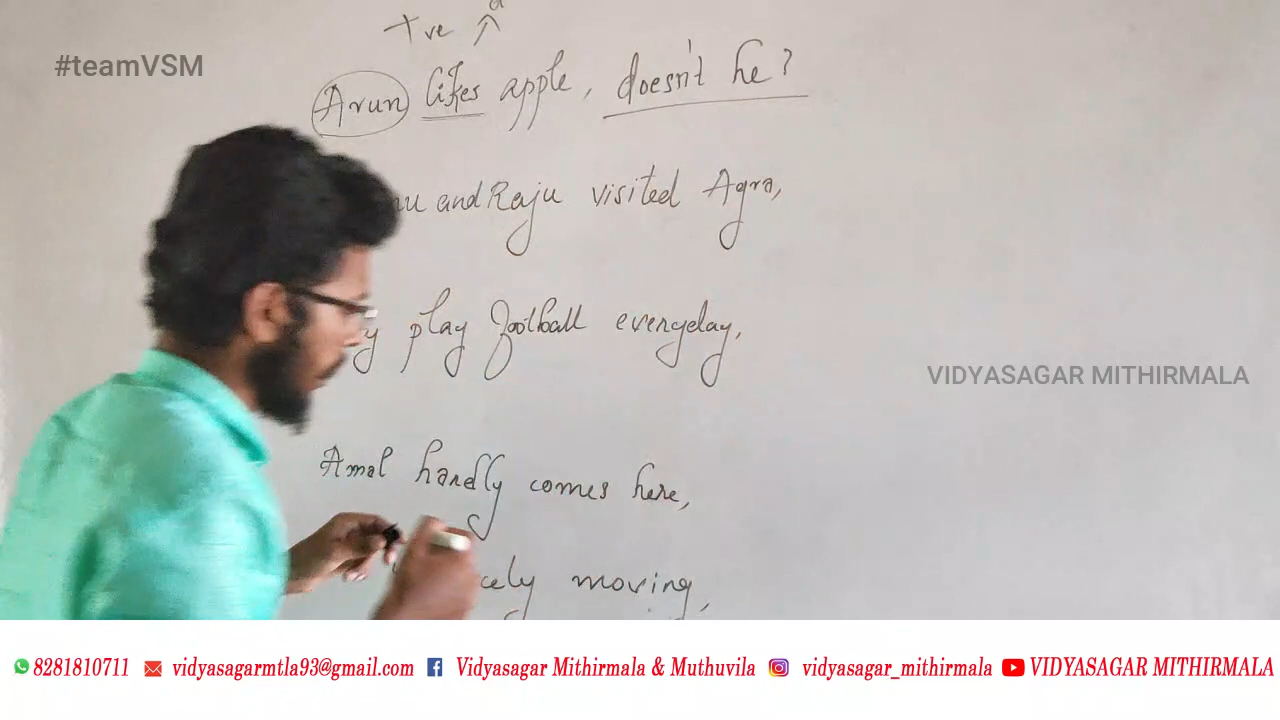 +ve
#teamVSM
Arun likes apple, doesn't he?
and Raju visited Agra,
play football everyday,
VIDYASAGAR MITHIRMALA
Amal hardly comes here,
moving,
8281810711 vidyasagarmtla93@gmail.com Vidyasagar Mithirmala & Muthuvila vidyasagar_mithirmala VIDYASAGAR MITHIRMALA